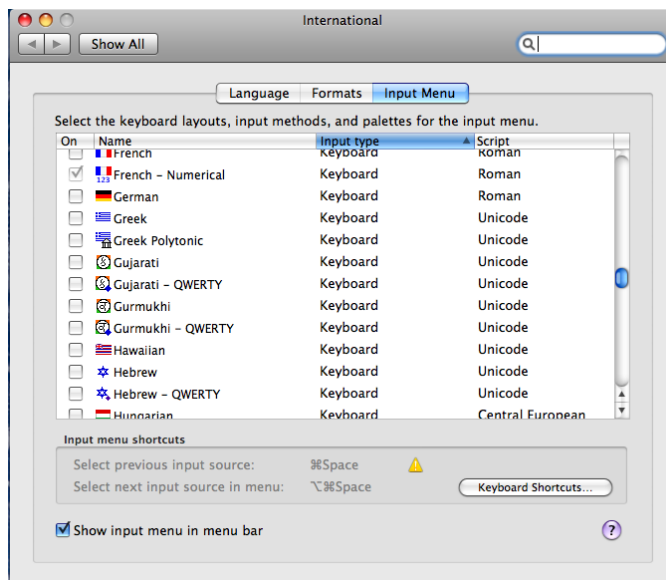 International
Show All
Language Formats Input Menu
Select the keyboard layouts, input methods, and palettes for the input menu.
On Name Input type Script
French Keyboard Roman
123 French – Numerical Keyboard Roman
German Keyboard Roman
Greek Keyboard Unicode
Greek Polytonic Keyboard Unicode
Gujarati Keyboard Unicode
Gujarati – QWERTY Keyboard Unicode
Gurmukhi Keyboard Unicode
Gurmukhi – QWERTY Keyboard Unicode
Hawaiian Keyboard Unicode
Hebrew Keyboard Unicode
Hebrew – QWERTY Keyboard Unicode
Hungarian Keyboard Central European
Input menu shortcuts
Select previous input source: ⌘Space
Select next input source in menu: ⌥⌘Space Keyboard Shortcuts...
Show input menu in menu bar ?